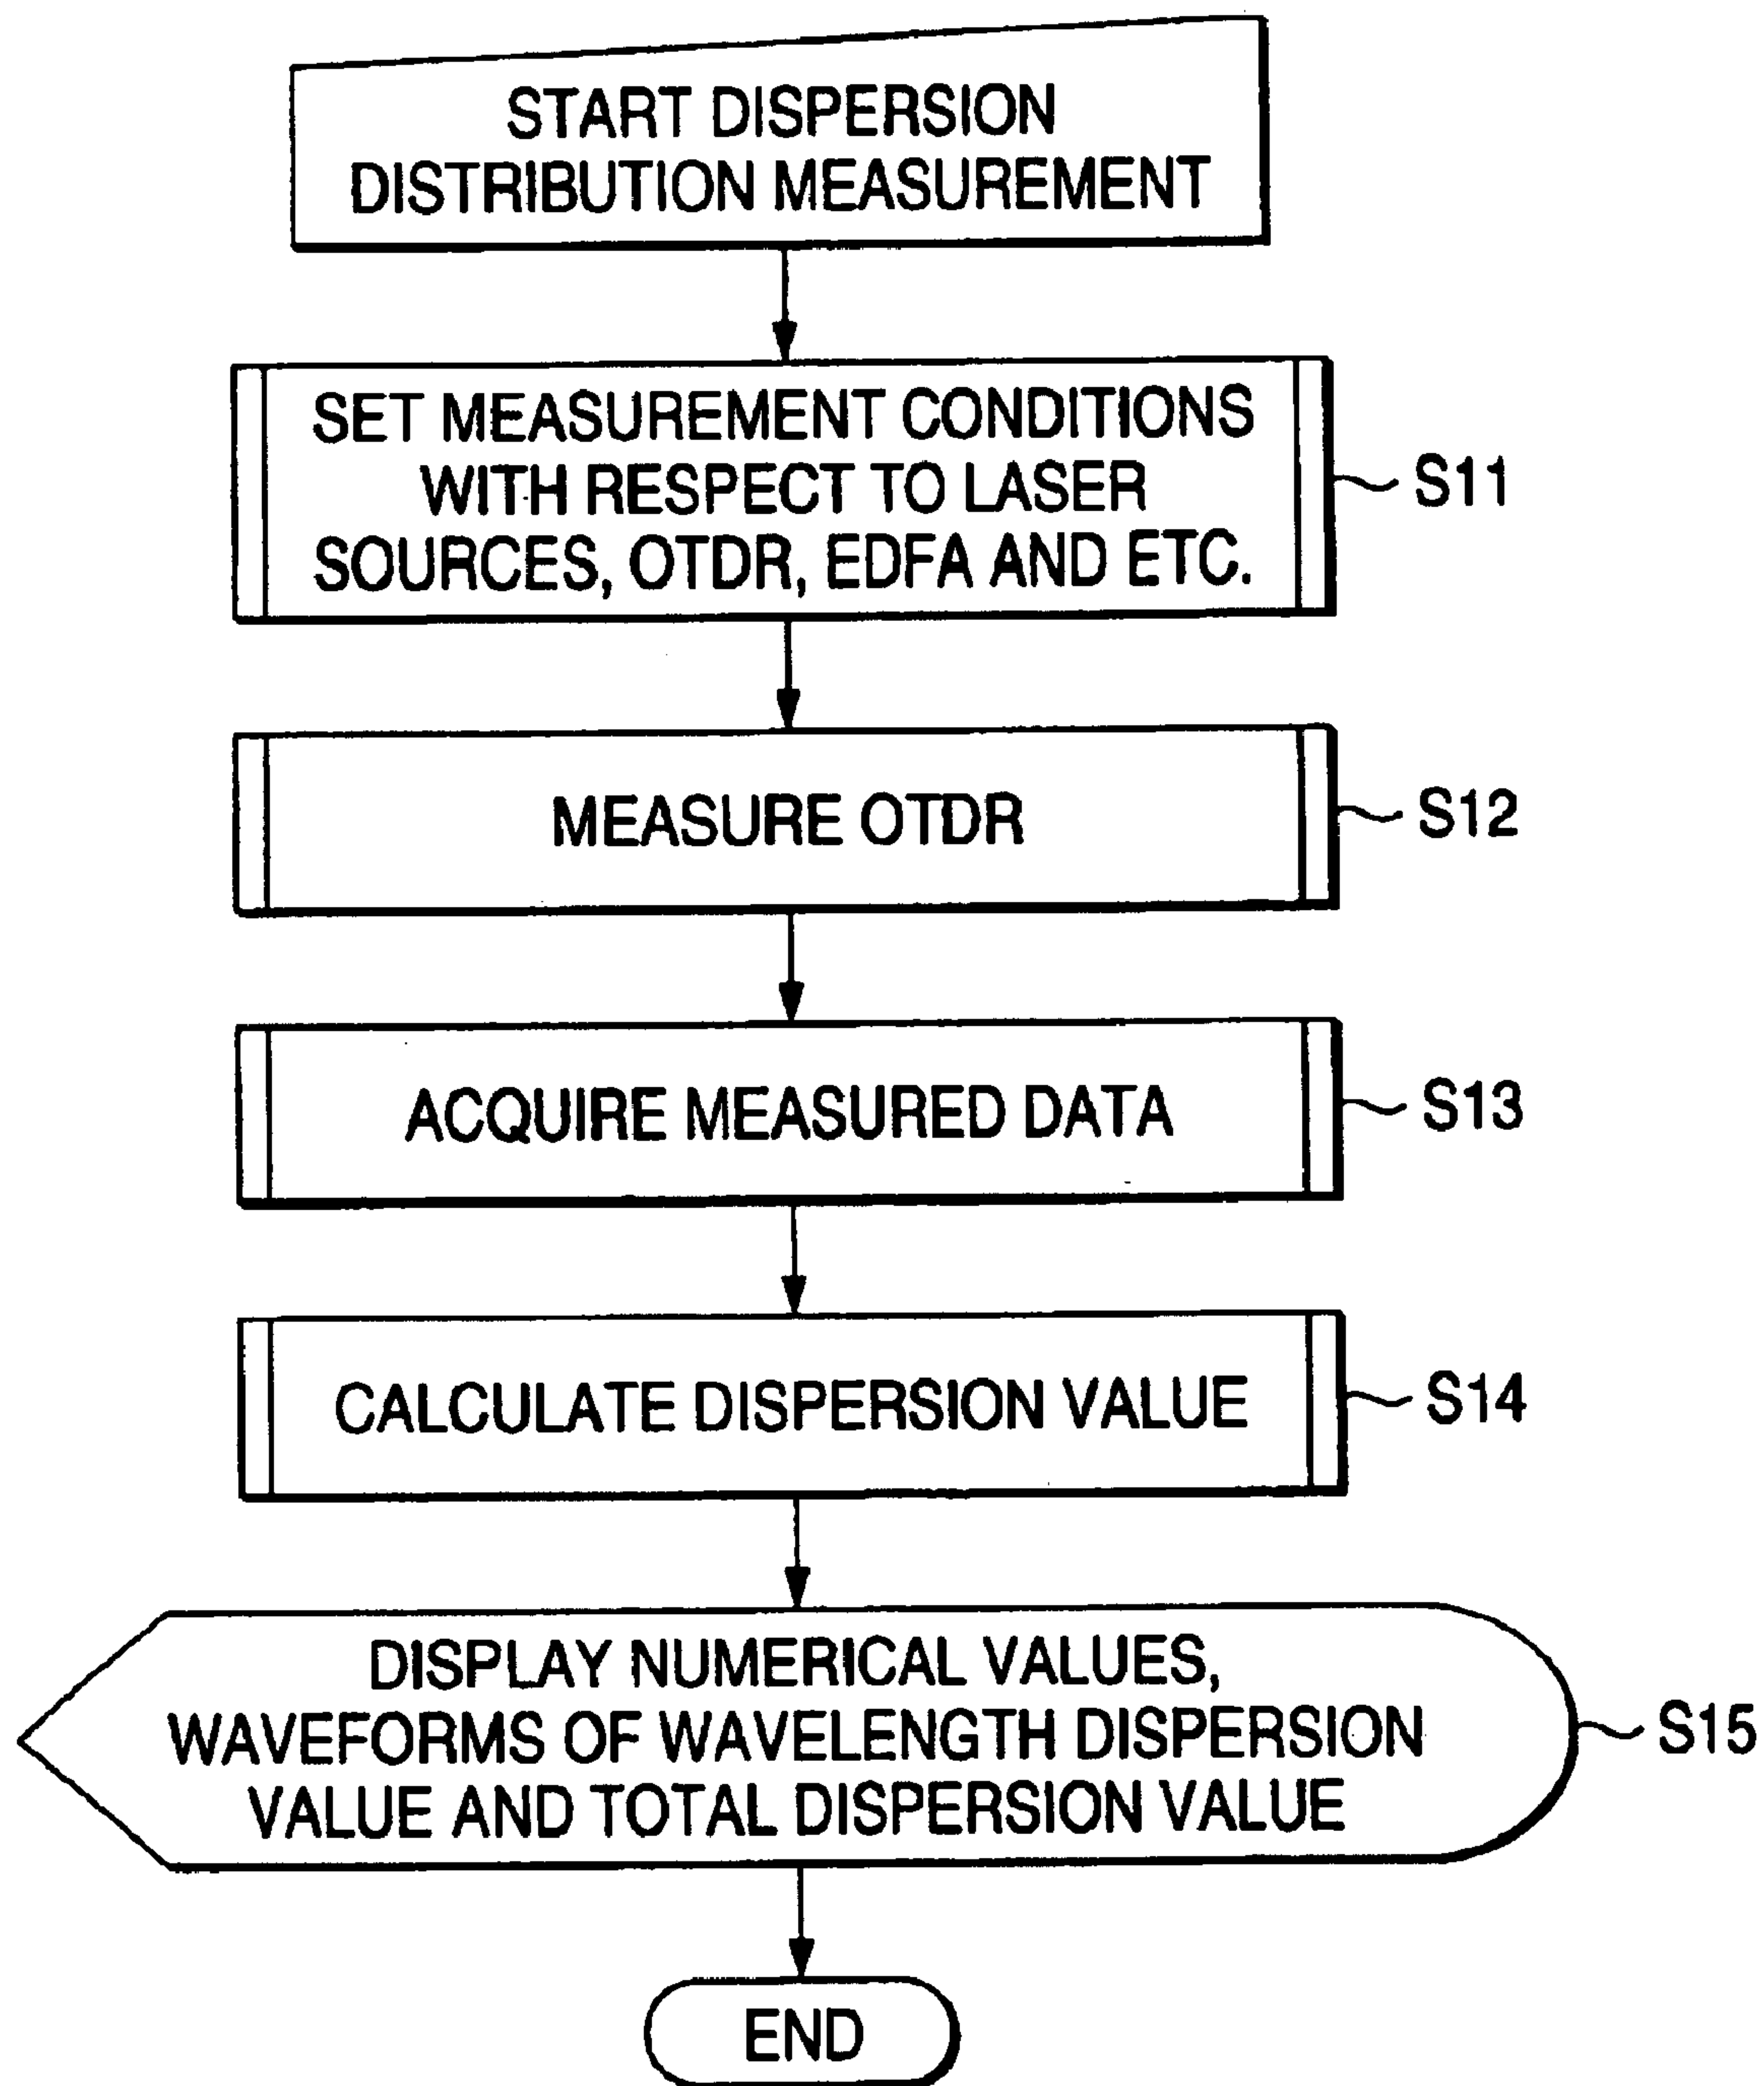 START DISPERSION
DISTRIBUTION MEASUREMENT
SET MEASUREMENT CONDITIONS
WITH RESPECT TO LASER
SOURCES, OTDR, EDFA AND ETC.
S11
MEASURE OTDR
S12
ACQUIRE MEASURED DATA
S13
CALCULATE DISPERSION VALUE
S14
DISPLAY NUMERICAL VALUES,
WAVEFORMS OF WAVELENGTH DISPERSION
VALUE AND TOTAL DISPERSION VALUE
S15
END